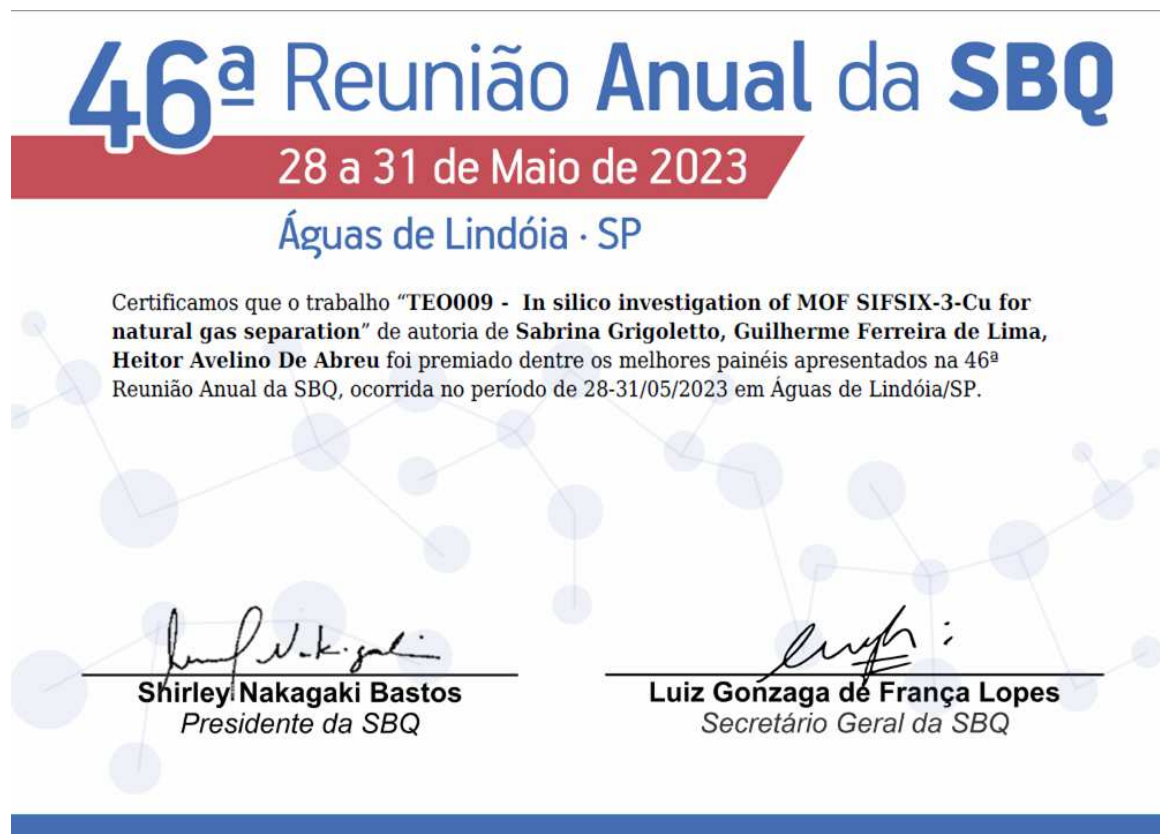 46ª Reunião Anual da SBQ
28 a 31 de Maio de 2023
Águas de Lindóia · SP
Certificamos que o trabalho “TEO009 - In silico investigation of MOF SIFSIX-3-Cu for
natural gas separation” de autoria de Sabrina Grigoletto, Guilherme Ferreira de Lima,
Heitor Avelino De Abreu foi premiado dentre os melhores painéis apresentados na 46ª
Reunião Anual da SBQ, ocorrida no período de 28-31/05/2023 em Águas de Lindóia/SP.
Shirley Nakagaki Bastos
Presidente da SBQ
Luiz Gonzaga de França Lopes
Secretário Geral da SBQ